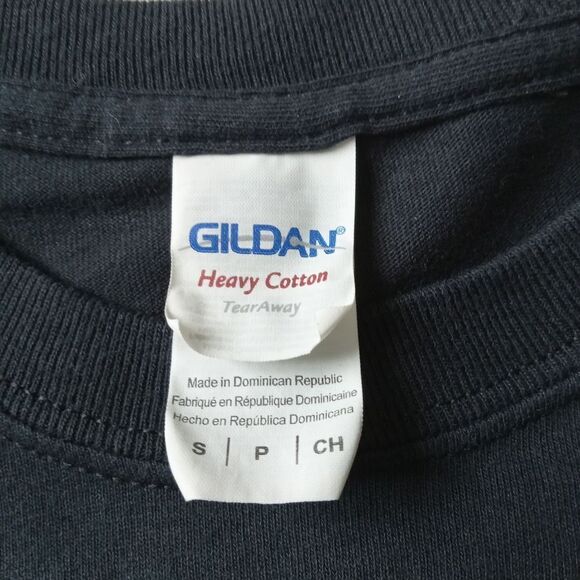 GILDAN®
Heavy Cotton
TearAway
Made in Dominican Republic
Fabriqué en République Dominicaine
Hecho en República Dominicana
S | P | CH